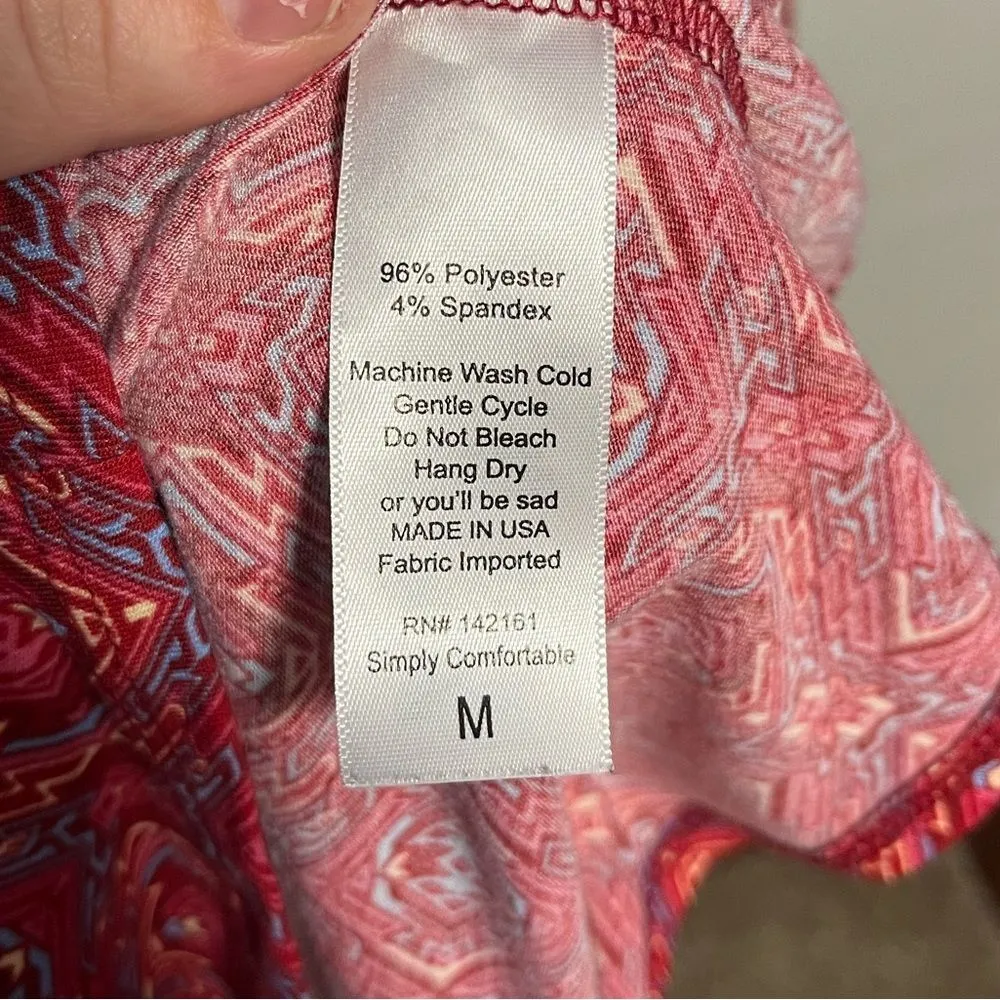 96% Polyester
4% Spandex
Machine Wash Cold
Gentle Cycle
Do Not Bleach
Hang Dry
or you'll be sad
MADE IN USA
Fabric Imported
RN# 142161
Simply Comfortable
M